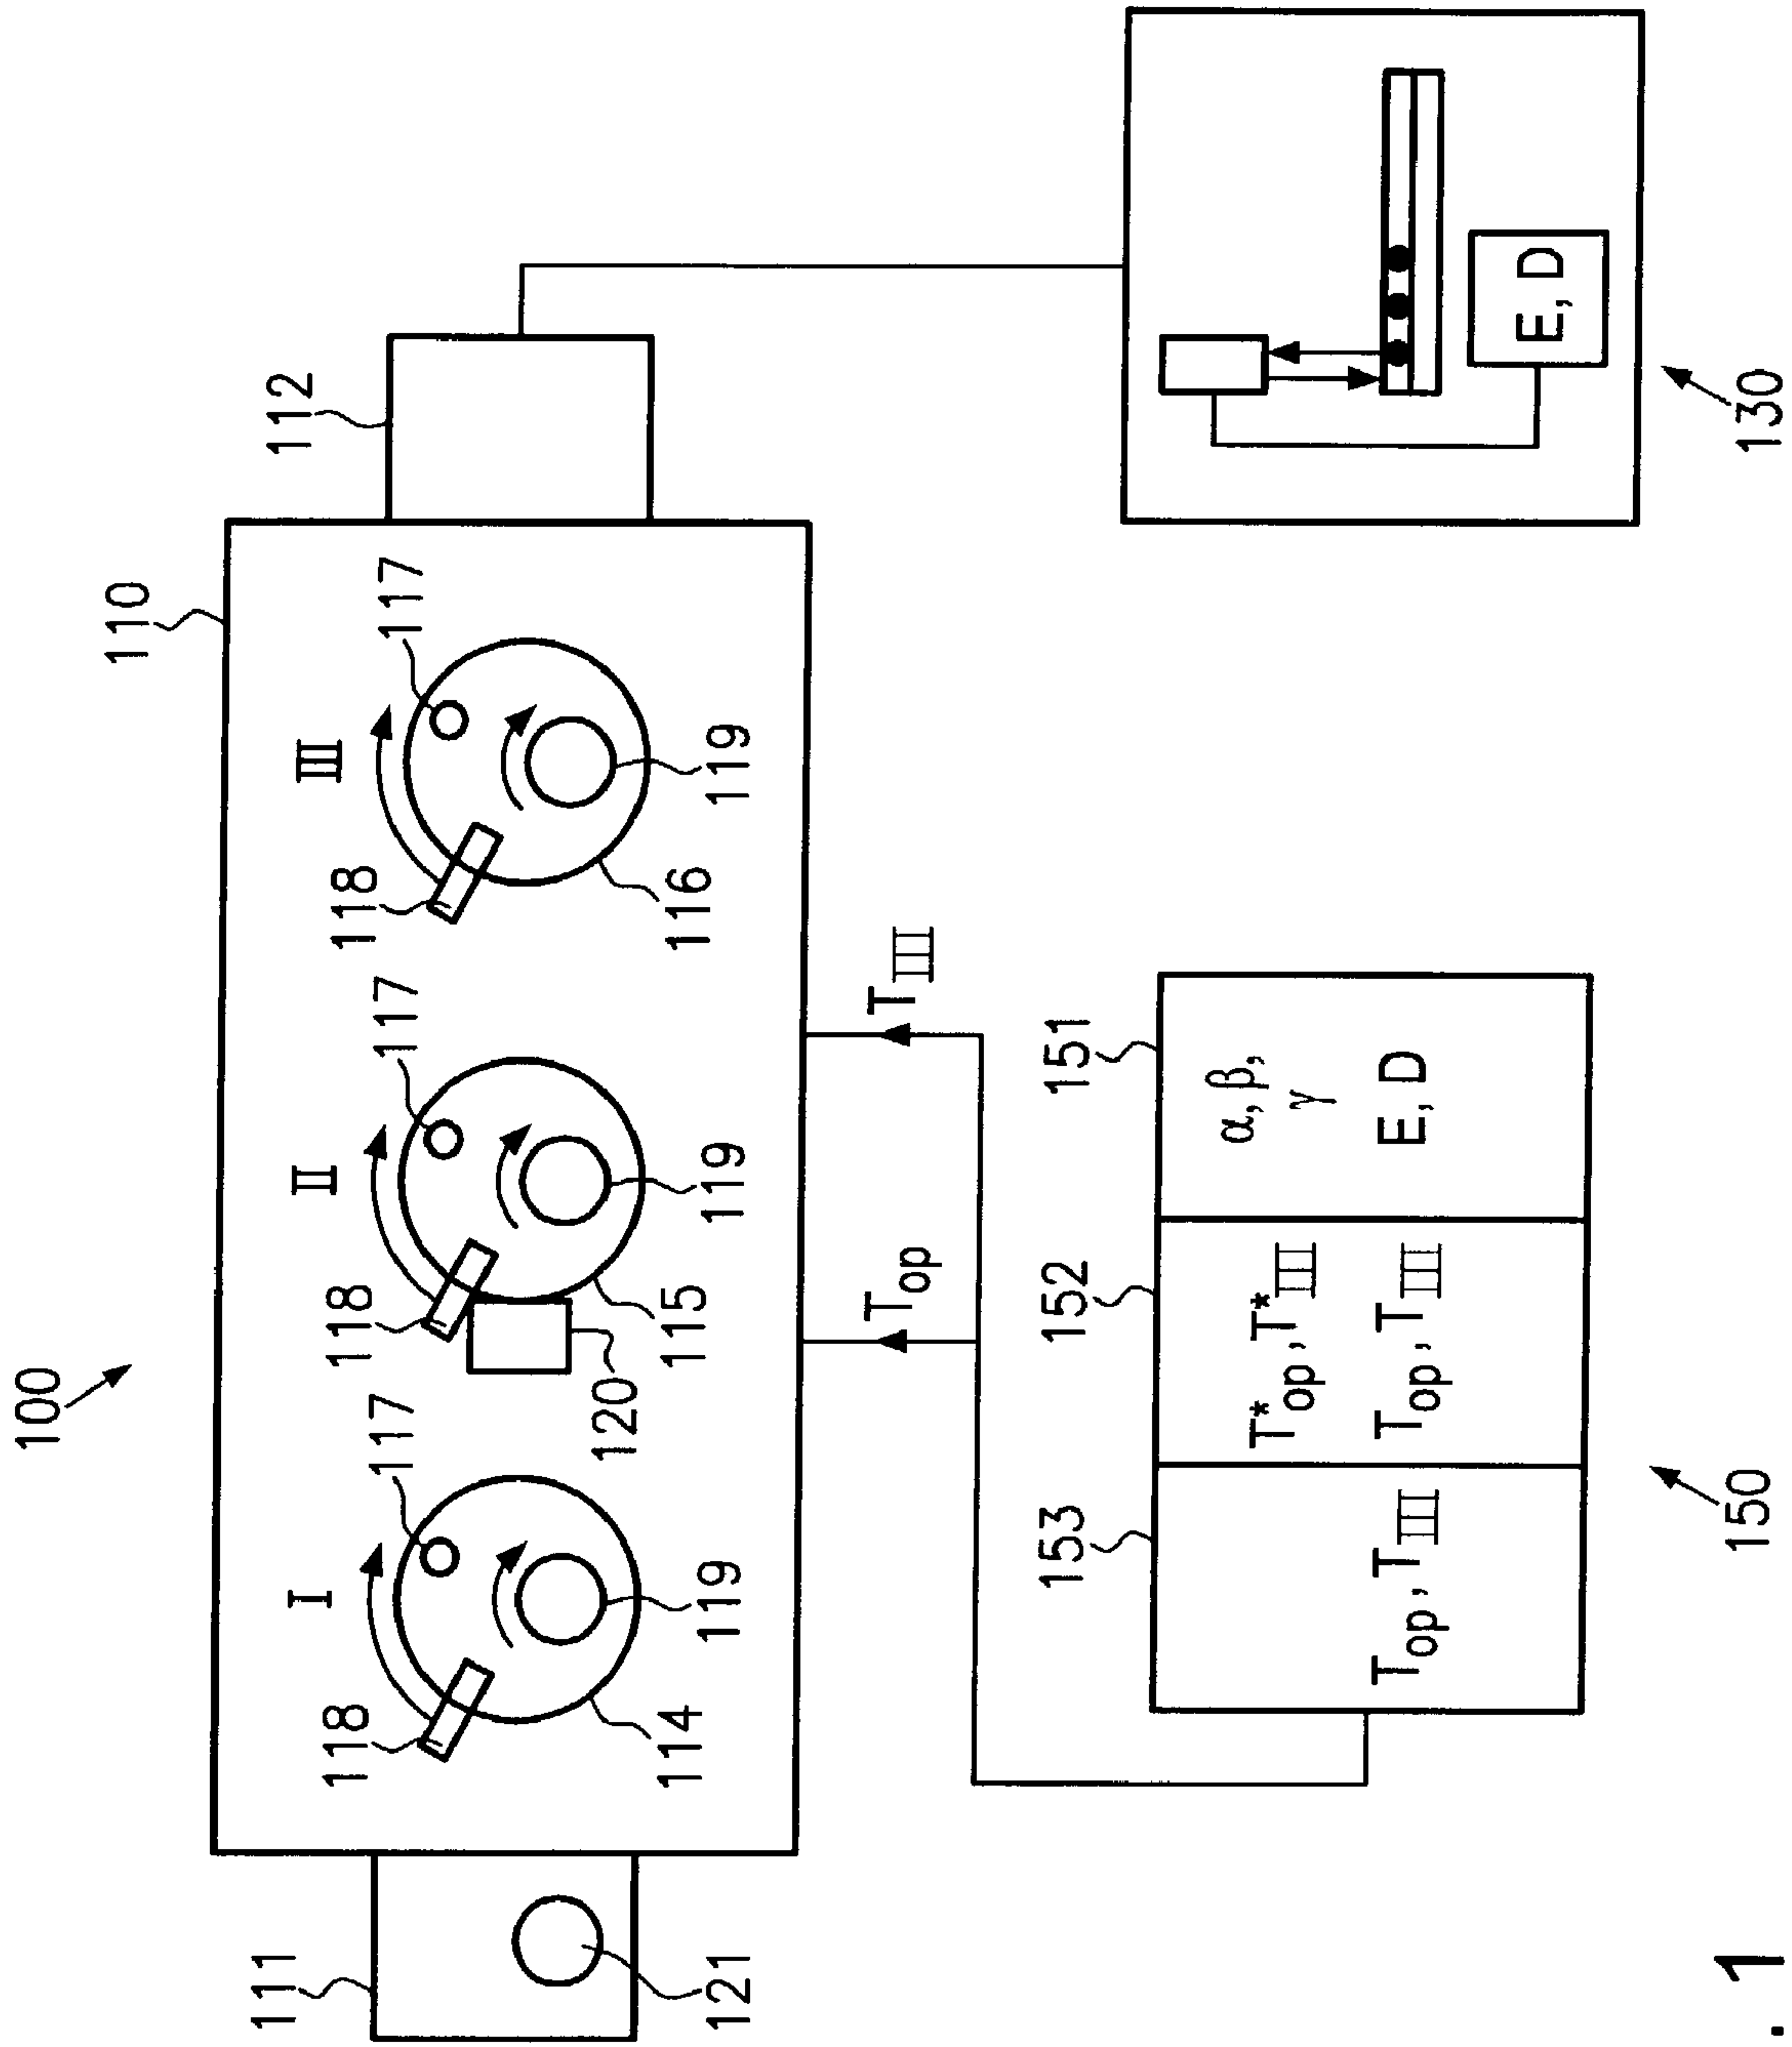 100
110
111
112
I
II
III
117
117
117
118
118
118
119
119
119
114
115
116
120
121
Top
TIII
153
152
151
Top, TIII
T*op, T*III
Top, TIII
α, β,
γ
E, D
150
E, D
130
. 1